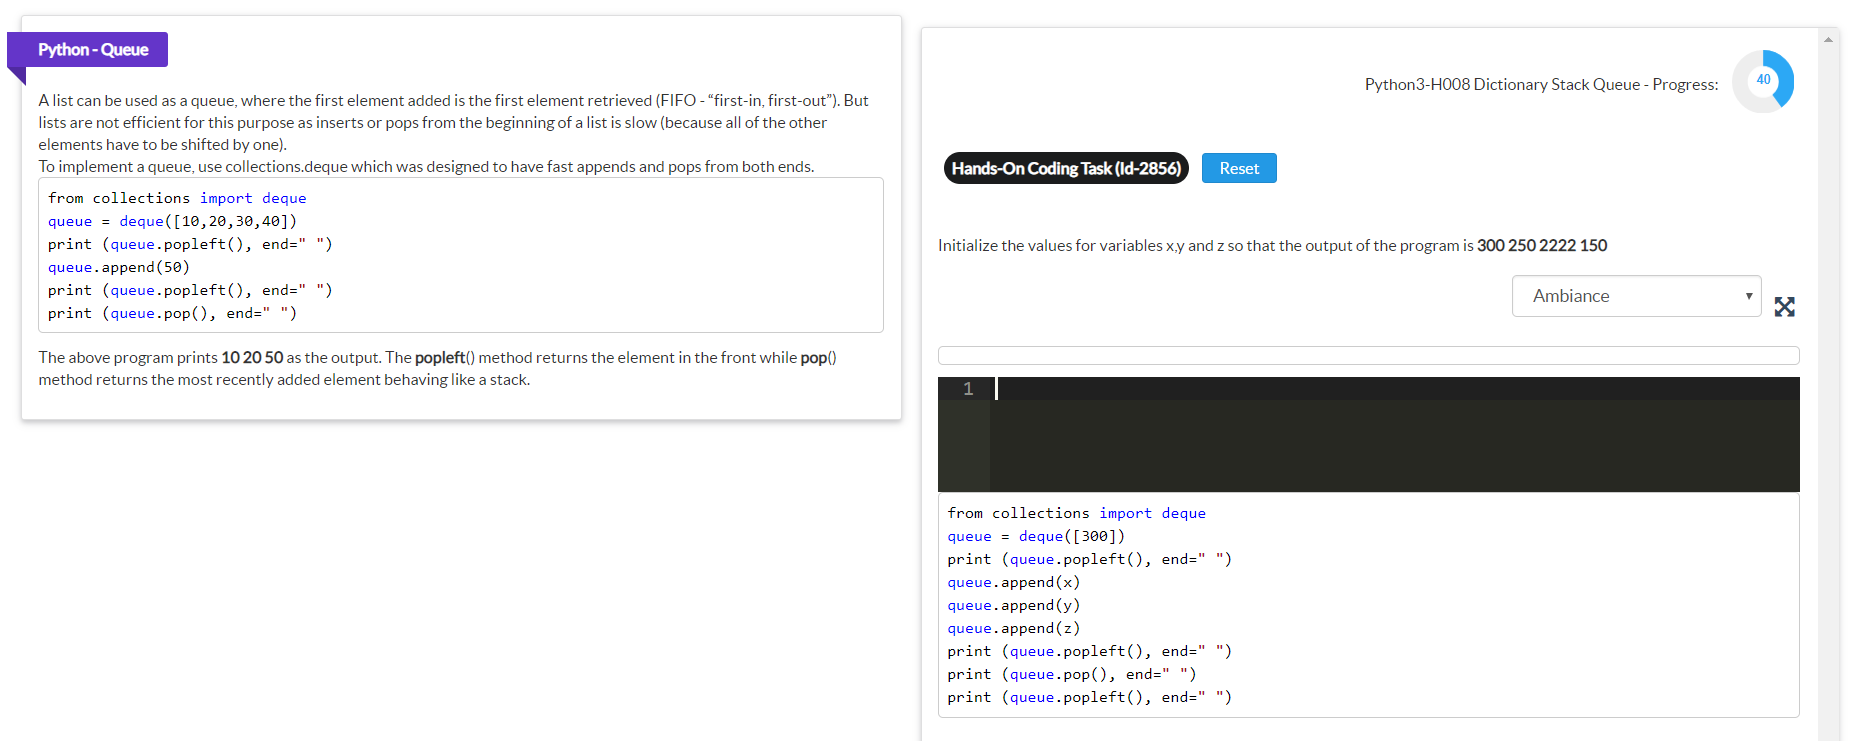 Python - Queue
A list can be used as a queue, where the first element added is the first element retrieved (FIFO - “first-in, first-out”). But
lists are not efficient for this purpose as inserts or pops from the beginning of a list is slow (because all of the other
elements have to be shifted by one).
To implement a queue, use collections.deque which was designed to have fast appends and pops from both ends.
from collections import deque
queue = deque([10,20,30,40])
print (queue.popleft(), end=" ")
queue.append(50)
print (queue.popleft(), end=" ")
print (queue.pop(), end=" ")
The above program prints 10 20 50 as the output. The popleft() method returns the element in the front while pop()
method returns the most recently added element behaving like a stack.
Python3-H008 Dictionary Stack Queue - Progress:
40
Hands-On Coding Task (Id-2856)
Reset
Initialize the values for variables x,y and z so that the output of the program is 300 250 2222 150
Ambiance
1
from collections import deque
queue = deque([300])
print (queue.popleft(), end=" ")
queue.append(x)
queue.append(y)
queue.append(z)
print (queue.popleft(), end=" ")
print (queue.pop(), end=" ")
print (queue.popleft(), end=" ")